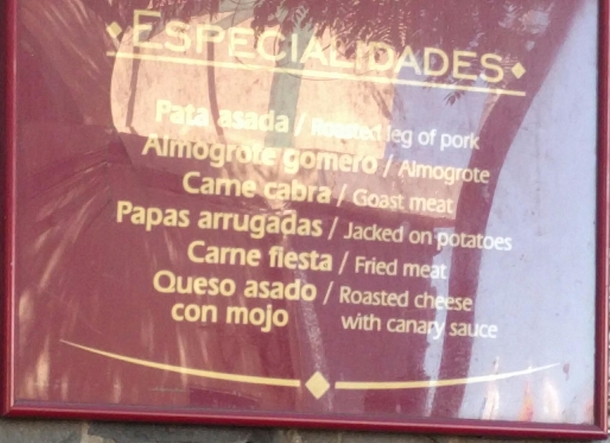 ESPECIALIDADES
Pata asada / Roasted leg of pork
Almogrote gomero / Almogrote
Carne cabra / Goast meat
Papas arrugadas / Jacked on potatoes
Carne fiesta / Fried meat
Queso asado / Roasted cheese
con mojo with canary sauce